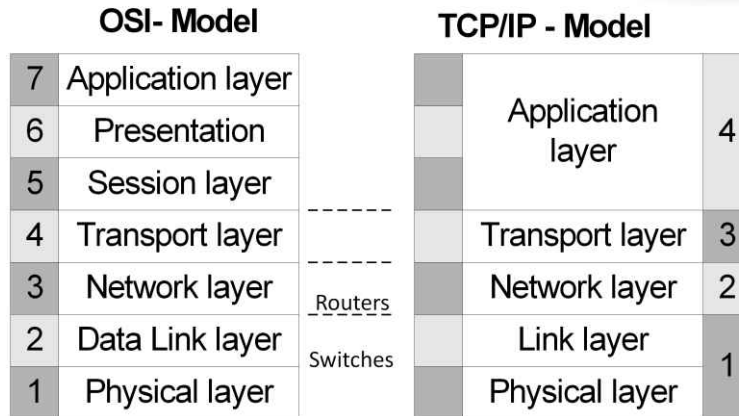 OSI- Model
7 Application layer
6 Presentation
5 Session layer
4 Transport layer
3 Network layer
2 Data Link layer
1 Physical layer
Routers
Switches
TCP/IP - Model
Application
layer
4
Transport layer 3
Network layer 2
Link layer
Physical layer
1